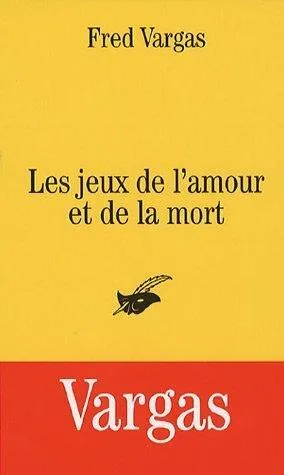 Fred Vargas
Les jeux de l'amour
et de la mort
Vargas